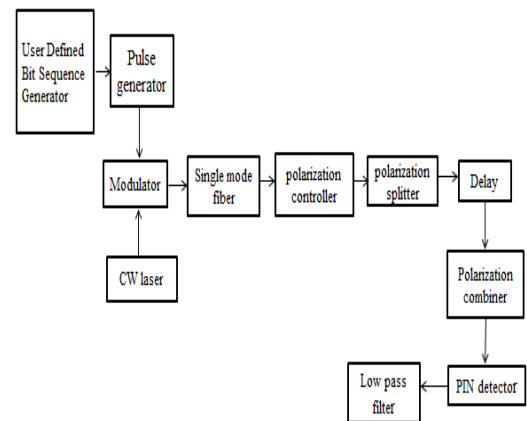 User Defined
Bit Sequence
Generator
Pulse
generator
Modulator
Single mode
fiber
polarization
controller
polarization
splitter
Delay
CW laser
Polarization
combiner
Low pass
filter
PIN detector